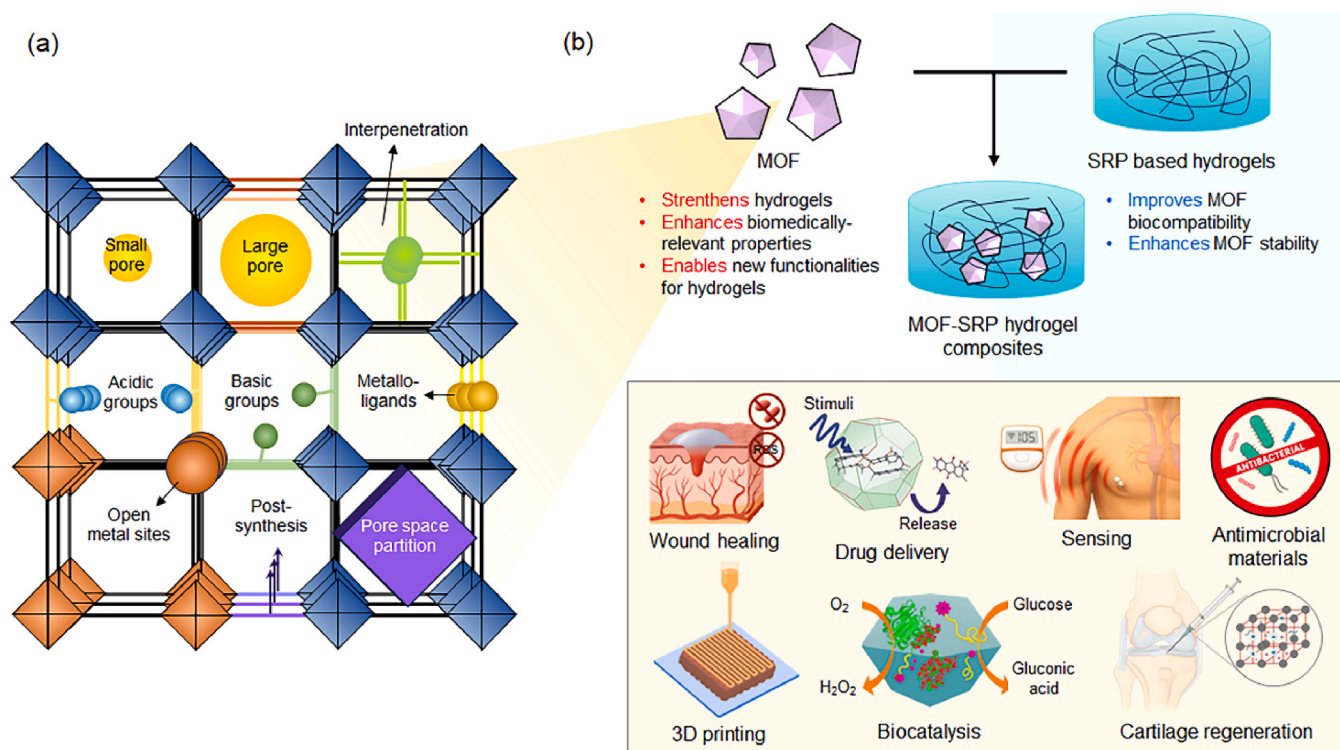 (a)
Interpenetration
Small
pore
Large
pore
Acidic
groups
Basic
groups
Metallo-
ligands
Open
metal sites
Post-
synthesis
Pore space
partition
(b)
MOF
• Strenthens hydrogels
• Enhances biomedically-
relevant properties
• Enables new functionalities
for hydrogels
SRP based hydrogels
• Improves MOF
biocompatibility
• Enhances MOF stability
MOF-SRP hydrogel
composites
ROS
Wound healing
Stimuli
Release
Drug delivery
105
Sensing
ANTIBACTERIAL
Antimicrobial
materials
3D printing
O2
H2O2
Glucose
Gluconic
acid
Biocatalysis
Cartilage regeneration